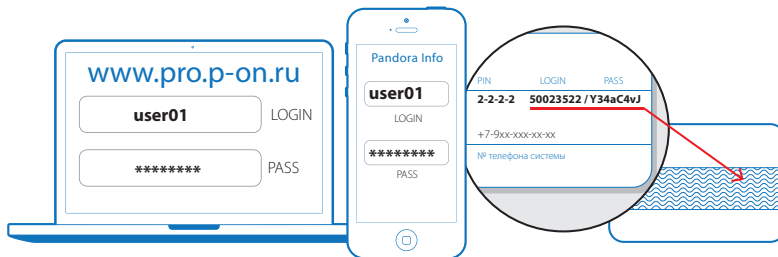 www.pro.p-on.ru
user01 LOGIN
******** PASS
Pandora Info
user01
LOGIN
********
PASS
PIN LOGIN PASS
2-2-2-2 50023522 / Y34aC4vJ
+7-9xx-xxx-xx-xx
№ телефона системы